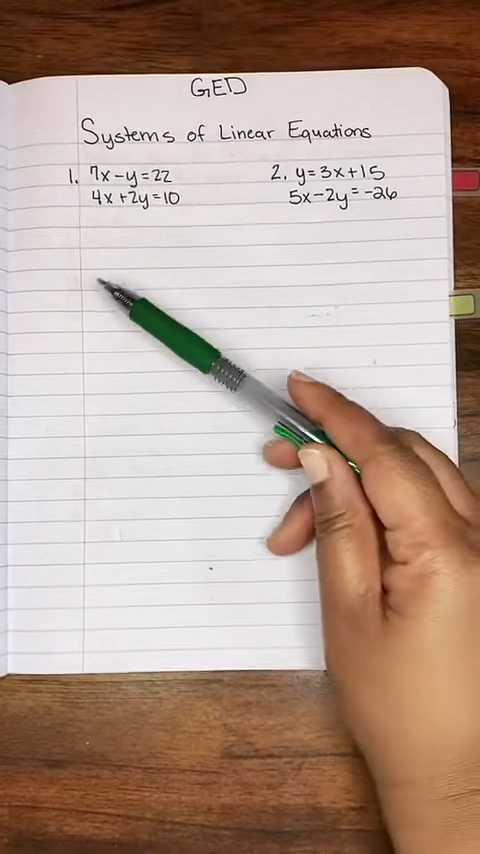 GED
Systems of Linear Equations
1. 7x-y=22
4x+2y=10
2. y=3x+15
5x-2y=-26